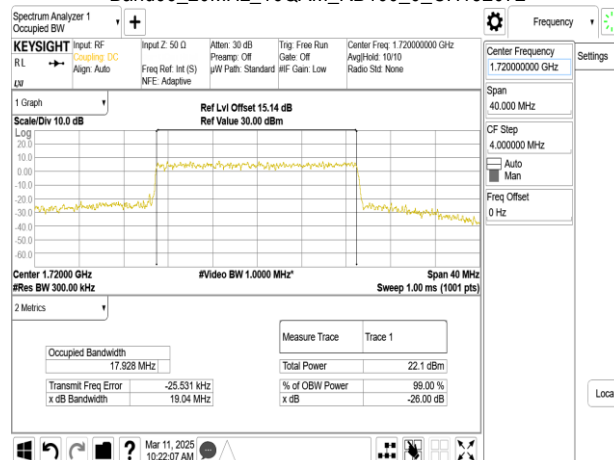 Spectrum Analyzer 1
Occupied BW
Frequency
Settings
KEYSIGHT
Input: RF
Coupling: DC
Align: Auto
Input Z: 50 Ω
Freq Ref: Int (S)
NFE: Adaptive
Atten: 30 dB
Preamp: Off
µW Path: Standard
Trig: Free Run
Gate: Off
#IF Gain: Low
Center Freq: 1.720000000 GHz
Avg|Hold: 10/10
Radio Std: None
RL
LXI
Center Frequency
1.720000000 GHz
Span
40.000 MHz
CF Step
4.000000 MHz
Auto
Man
Freq Offset
0 Hz
1 Graph
Scale/Div 10.0 dB
Ref Lvl Offset 15.14 dB
Ref Value 30.00 dBm
Log
20.0
10.0
0.00
-10.0
-20.0
-30.0
-40.0
-50.0
-60.0
Center 1.72000 GHz
#Video BW 1.0000 MHz*
Span 40 MHz
#Res BW 300.00 kHz
Sweep 1.00 ms (1001 pts)
2 Metrics
Measure Trace
Trace 1
Occupied Bandwidth
17.928 MHz
Total Power
22.1 dBm
Transmit Freq Error
-25.531 kHz
% of OBW Power
99.00 %
x dB Bandwidth
19.04 MHz
x dB
-26.00 dB
Loca
Mar 11, 2025
10:22:07 AM